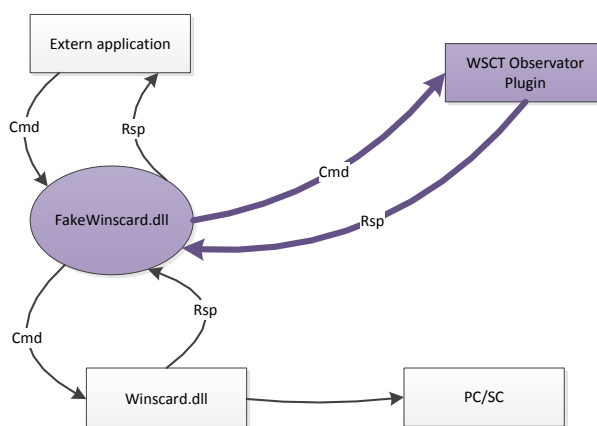 Extern application
WSCT Observator
Plugin
Cmd
Rsp
Cmd
FakeWinscard.dll
Rsp
Rsp
Cmd
Winscard.dll
PC/SC